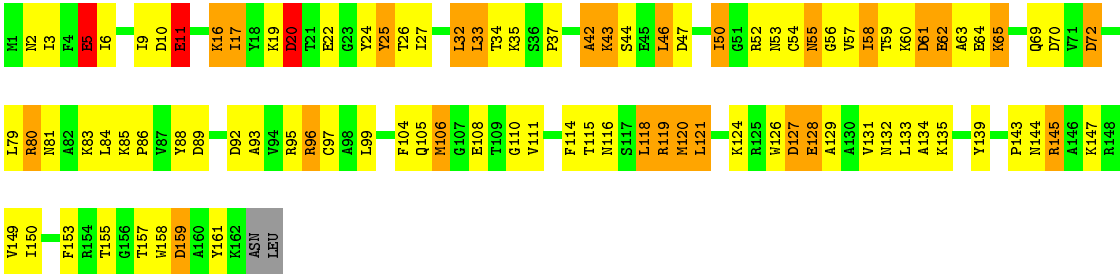 M1 N2 I3 F4 E5 I6 I9 D10 E11 K16 I17 Y18 K19 D20 T21 E22 G23 Y24 Y25 T26 I27 L32 I33 T34 K35 S36 P37 A42 K43 S44 E45 L46 D47 I50 G51 R52 N53 C54 N55 G56 V57 I58 T59 K60 D61 E62 A63 E64 K65 Q69 D70 V71 D72
L79 R80 N81 A82 K83 L84 K85 P86 V87 Y88 D89 D92 A93 V94 R95 R96 C97 A98 L99 F104 Q105 M106 G107 E108 T109 G110 V111 F114 T115 N116 S117 L118 R119 M120 L121 K124 R125 W126 D127 E128 A129 A130 V131 N132 L133 A134 K135 Y139 P143 N144 R145 A146 K147 R148
V149 I150 F153 R154 T155 G156 T157 W158 D159 A160 Y161 K162 ASN LEU